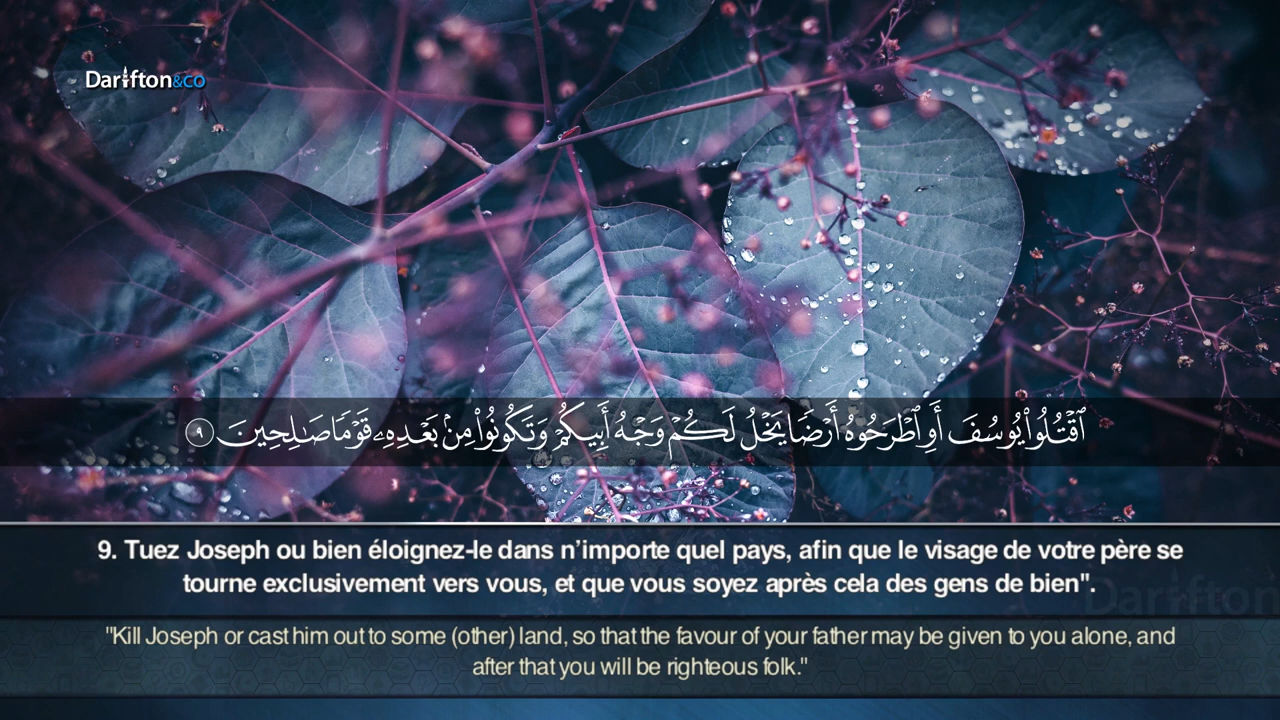 Darifton&co
ٱقْتُلُوا۟ يُوسُفَ أَوِ ٱطْرَحُوهُ أَرْضًا يَخْلُ لَكُمْ وَجْهُ أَبِيكُمْ وَتَكُونُوا۟ مِنۢ بَعْدِهِۦ قَوْمًا صَـٰلِحِينَ ٩
9. Tuez Joseph ou bien éloignez-le dans n’importe quel pays, afin que le visage de votre père se
tourne exclusivement vers vous, et que vous soyez après cela des gens de bien".
Darifton
"Kill Joseph or cast him out to some (other) land, so that the favour of your father may be given to you alone, and
after that you will be righteous folk."